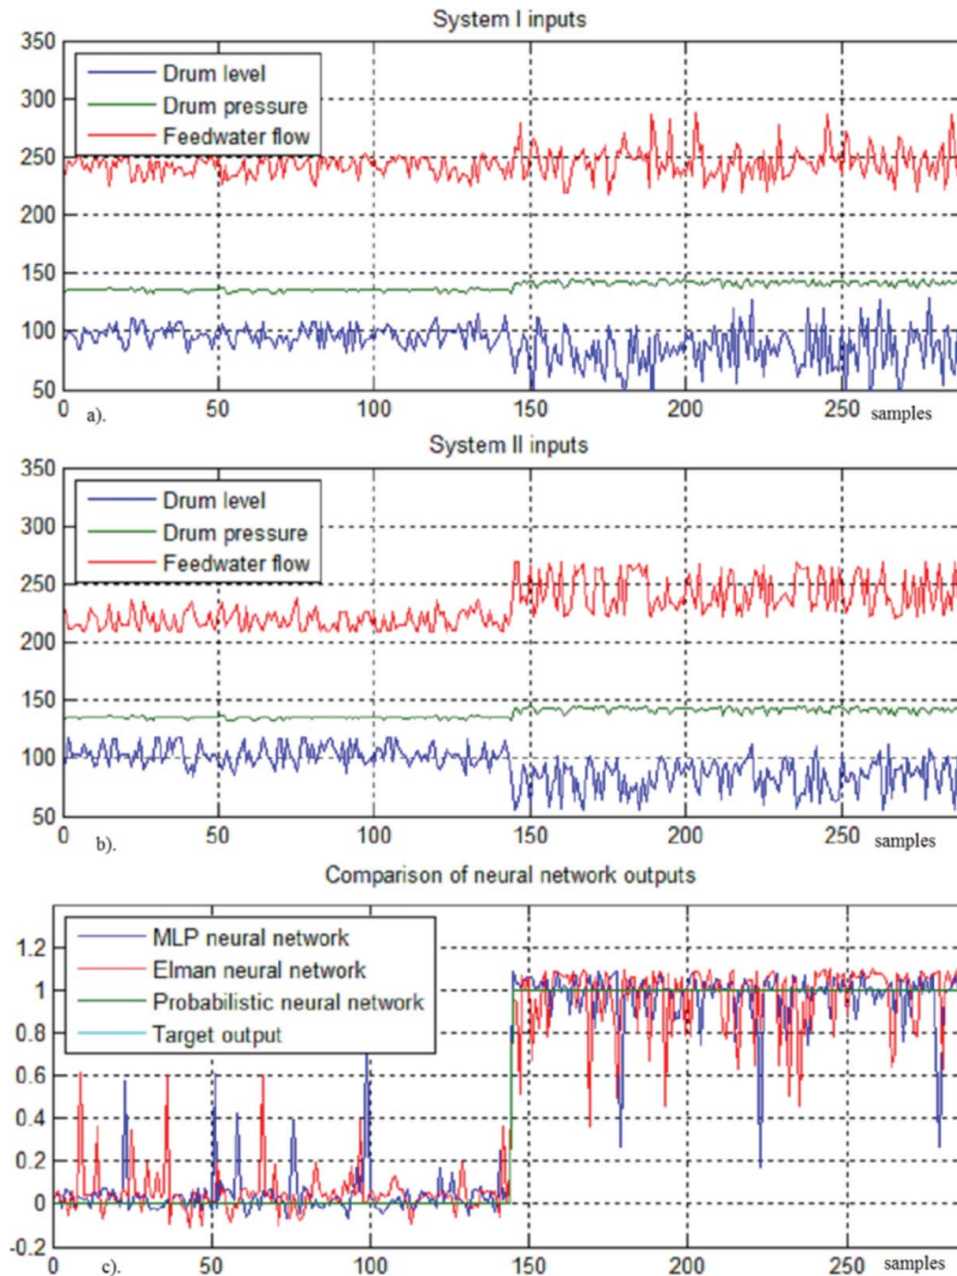 System I inputs
350
300
250
200
150
100
50
Drum level
Drum pressure
Feedwater flow
0 50 100 150 200 250
a). samples
System II inputs
350
300
250
200
150
100
50
Drum level
Drum pressure
Feedwater flow
0 50 100 150 200 250
b). samples
Comparison of neural network outputs
1.2
1
0.8
0.6
0.4
0.2
0
-0.2
MLP neural network
Elman neural network
Probabilistic neural network
Target output
0 50 100 150 200 250
c). samples